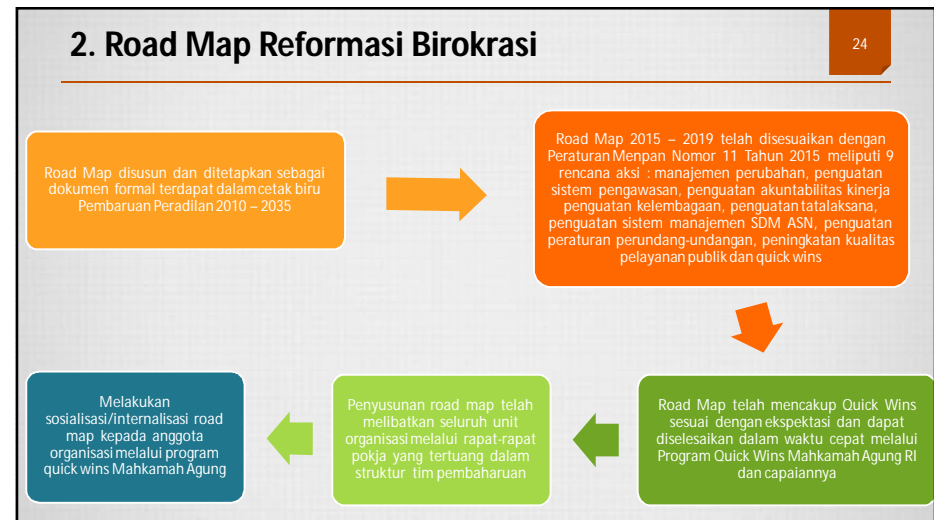 2. Road Map Reformasi Birokrasi
24
Road Map disusun dan ditetapkan sebagai
dokumen formal terdapat dalam cetak biru
Pembaruan Peradilan 2010 – 2035
Road Map 2015 – 2019 telah disesuaikan dengan
Peraturan Menpan Nomor 11 Tahun 2015 meliputi 9
rencana aksi : manajemen perubahan, penguatan
sistem pengawasan, penguatan akuntabilitas kinerja
penguatan kelembagaan, penguatan tatalaksana,
penguatan sistem manajemen SDM ASN, penguatan
peraturan perundang-undangan, peningkatan kualitas
pelayanan publik dan quick wins
Road Map telah mencakup Quick Wins
sesuai dengan ekspektasi dan dapat
diselesaikan dalam waktu cepat melalui
Program Quick Wins Mahkamah Agung RI
dan capaiannya
Penyusunan road map telah
melibatkan seluruh unit
organisasi melalui rapat-rapat
pokja yang tertuang dalam
struktur tim pembaharuan
Melakukan
sosialisasi/internalisasi road
map kepada anggota
organisasi melalui program
quick wins Mahkamah Agung